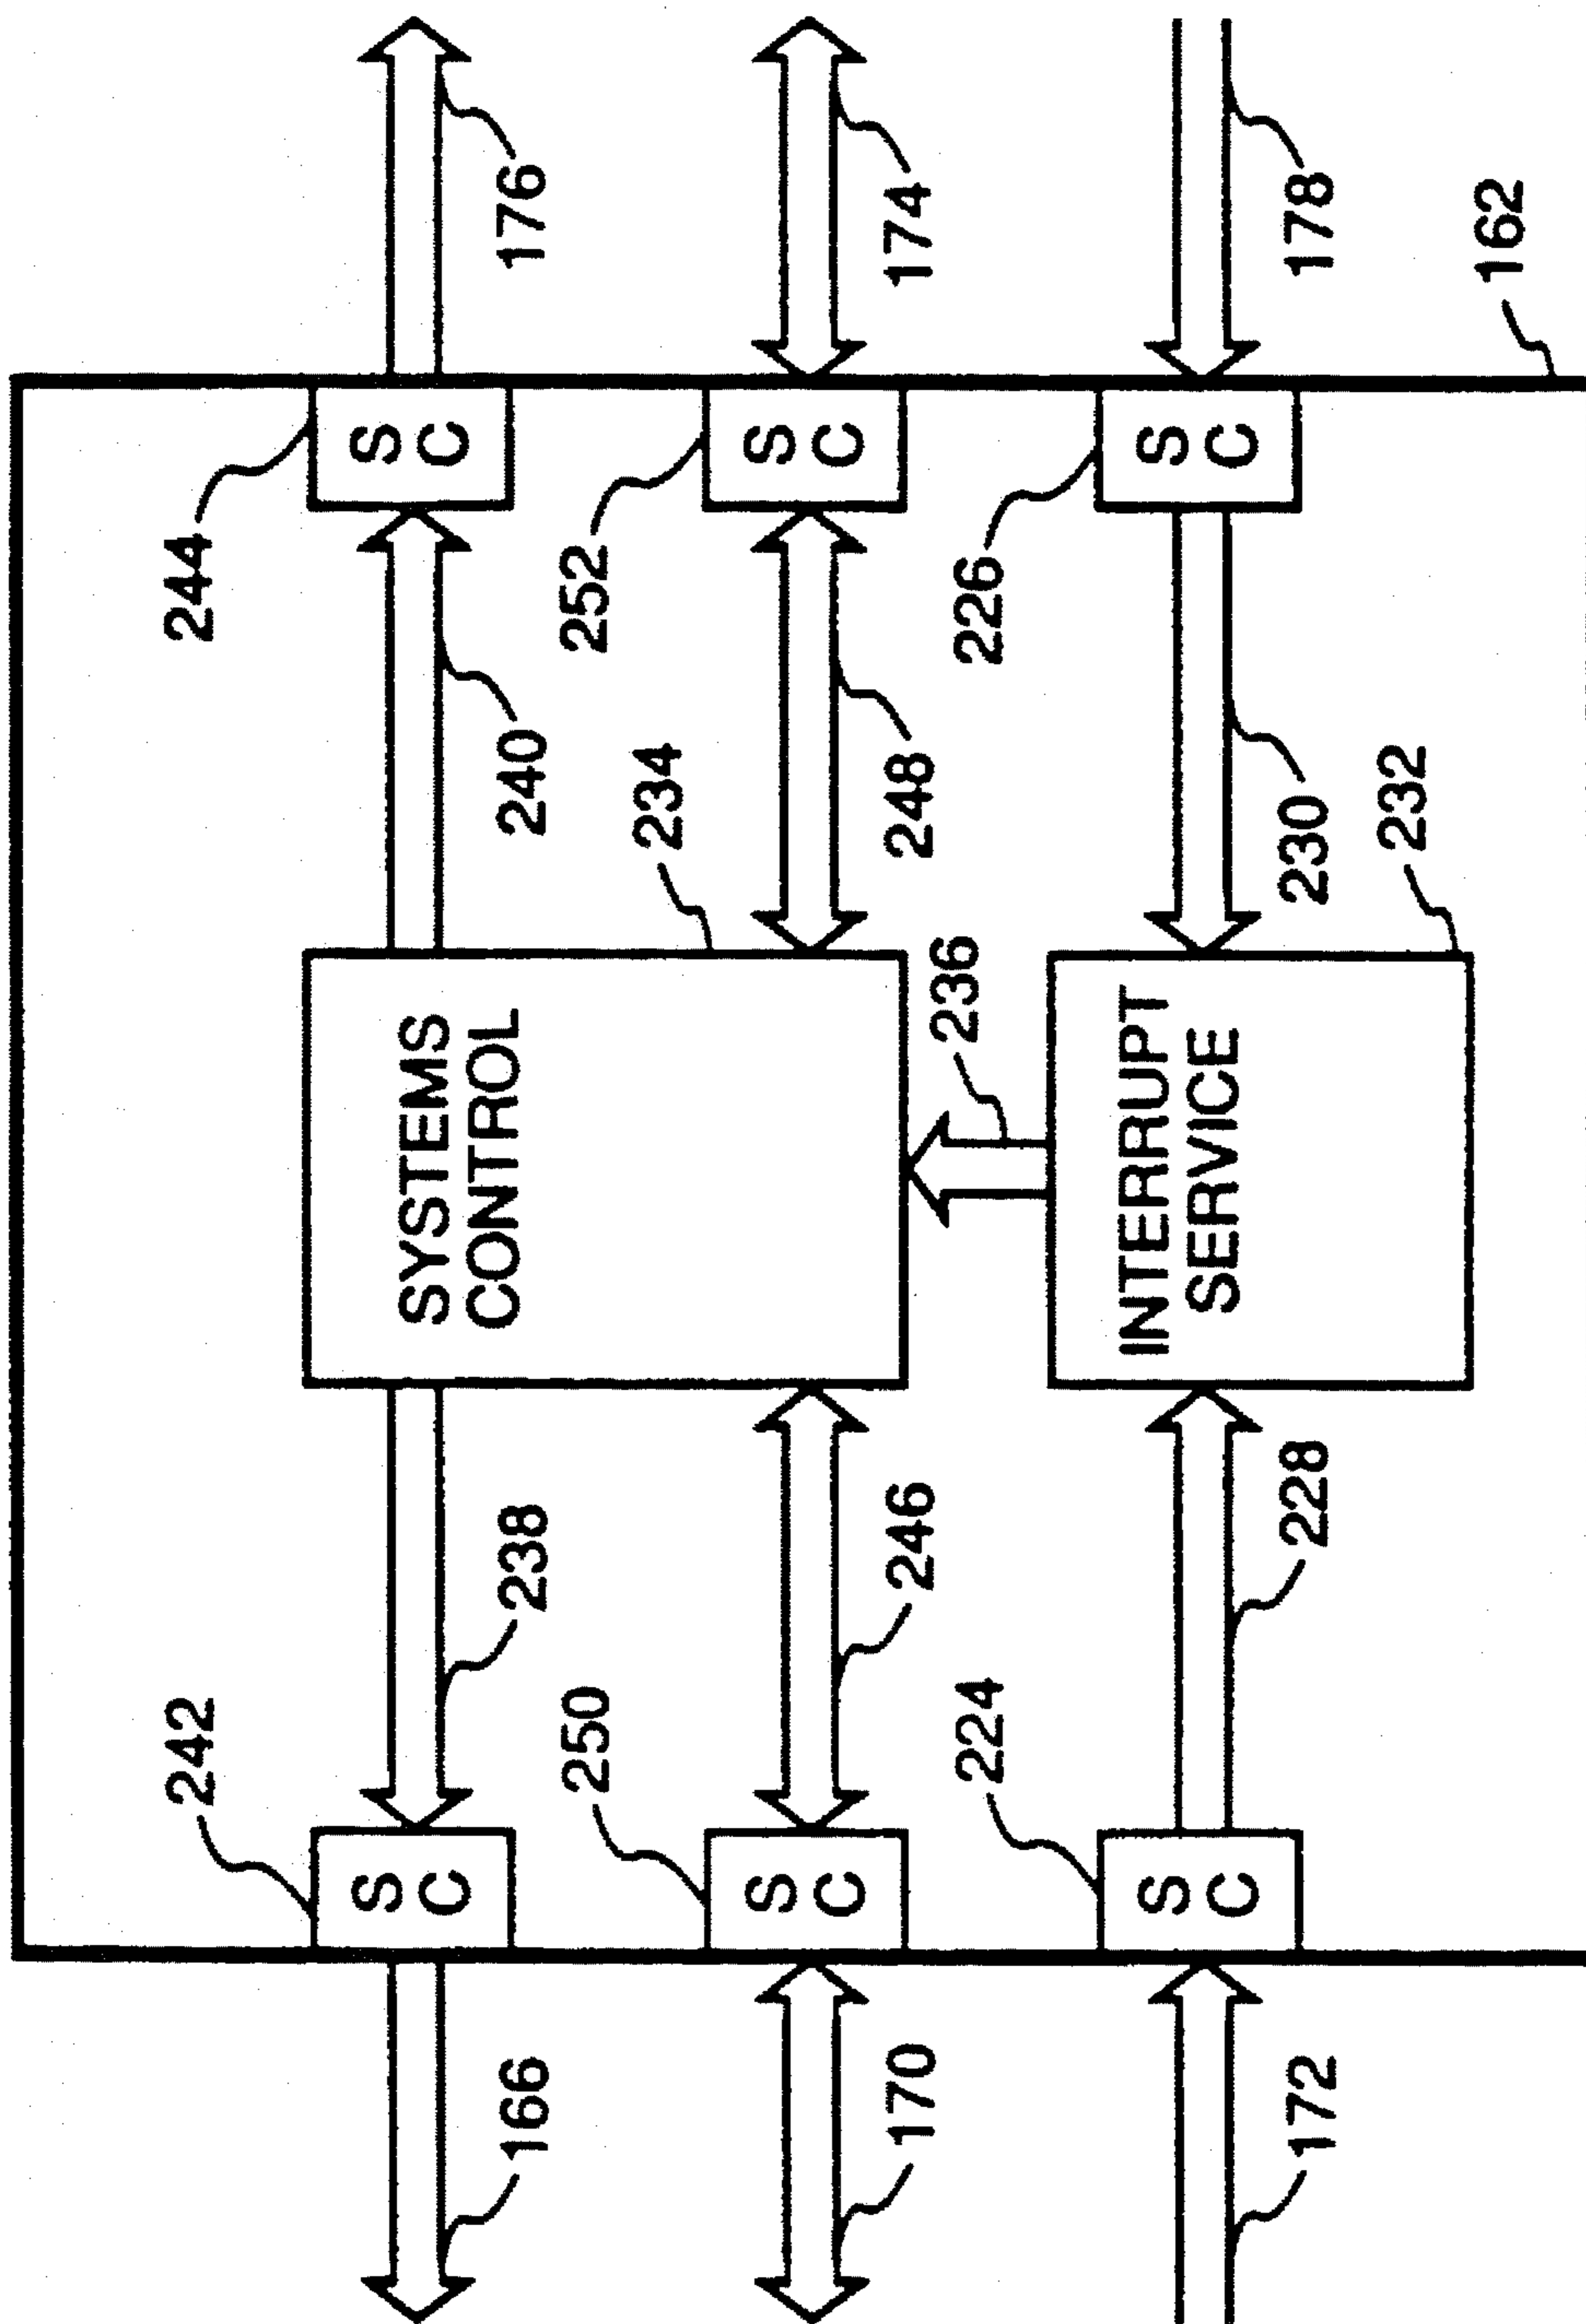 242
244
S
C
SYSTEMS
CONTROL
S
C
166
238
240
176
250
234
252
S
C
S
C
170
246
248
174
224
236
226
S
C
INTERRUPT
SERVICE
S
C
172
228
230
178
232
162